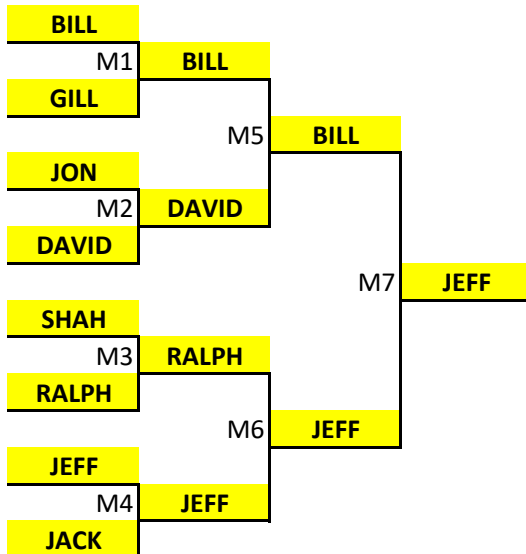 BILL
M1 BILL
GILL
M5 BILL
JON
M2 DAVID
DAVID
M7 JEFF
SHAH
M3 RALPH
RALPH
M6 JEFF
JEFF
M4 JEFF
JACK